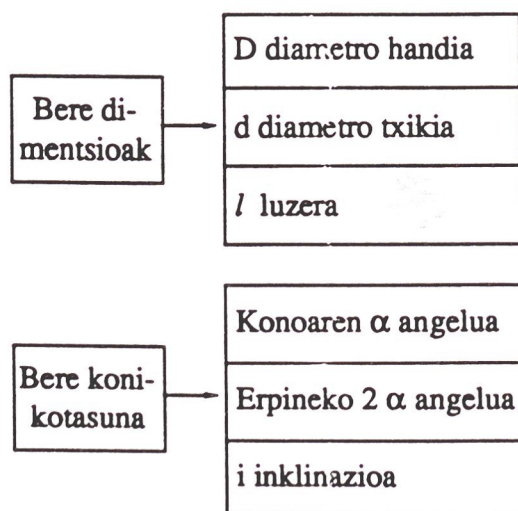 D diametro handia
Bere di-
mentsioak
d diametro txikia
l luzera
Konoaren α angelua
Bere koni-
kotasuna
Erpineko 2 α angelua
i inklinazioa